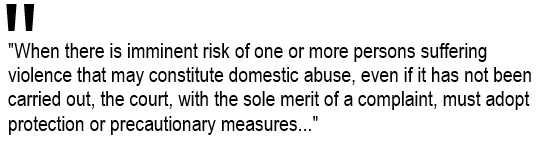 "
"When there is imminent risk of one or more persons suffering
violence that may constitute domestic abuse, even if it has not been
carried out, the court, with the sole merit of a complaint, must adopt
protection or precautionary measures..."